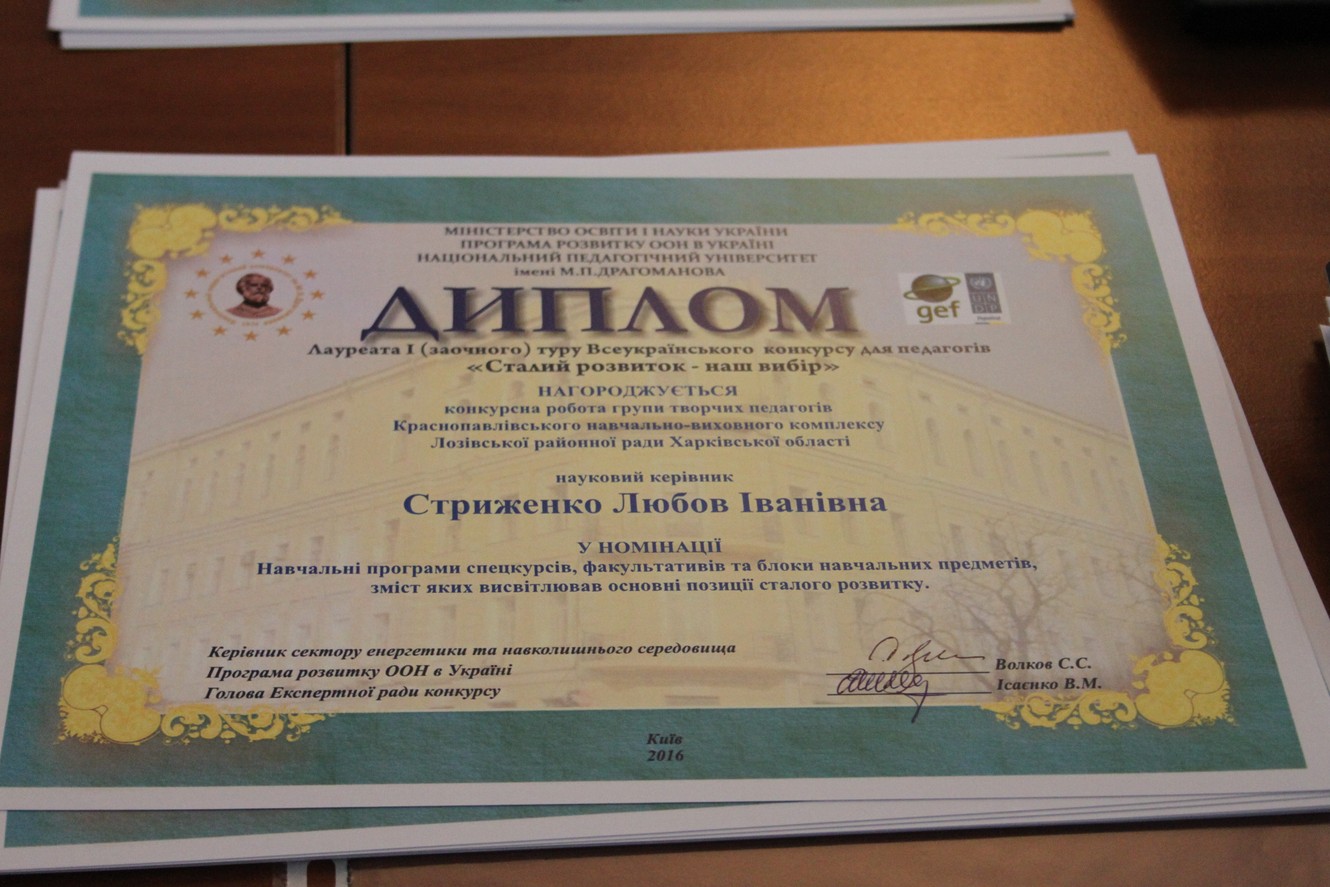 МІНІСТЕРСТВО ОСВІТИ І НАУКИ УКРАЇНИ
ПРОГРАМА РОЗВИТКУ ООН В УКРАЇНІ
НАЦІОНАЛЬНИЙ ПЕДАГОГІЧНИЙ УНІВЕРСИТЕТ
імені М.П.ДРАГОМАНОВА
ДИПЛОМ
gef
UN
DP
Україна
Лауреата І (заочного) туру Всеукраїнського конкурсу для педагогів
«Сталий розвиток - наш вибір»
НАГОРОДЖУЄТЬСЯ
конкурсна робота групи творчих педагогів
Краснопавлівського навчально-виховного комплексу
Лозівської районної ради Харківської області
науковий керівник
Стриженко Любов Іванівна
У НОМІНАЦІЇ
Навчальні програми спецкурсів, факультативів та блоки навчальних предметів,
зміст яких висвітлював основні позиції сталого розвитку.
Керівник сектору енергетики та навколишнього середовища
Програма розвитку ООН в Україні
Волков С.С.
Голова Експертної ради конкурсу
Ісаєнко В.М.
Київ
2016